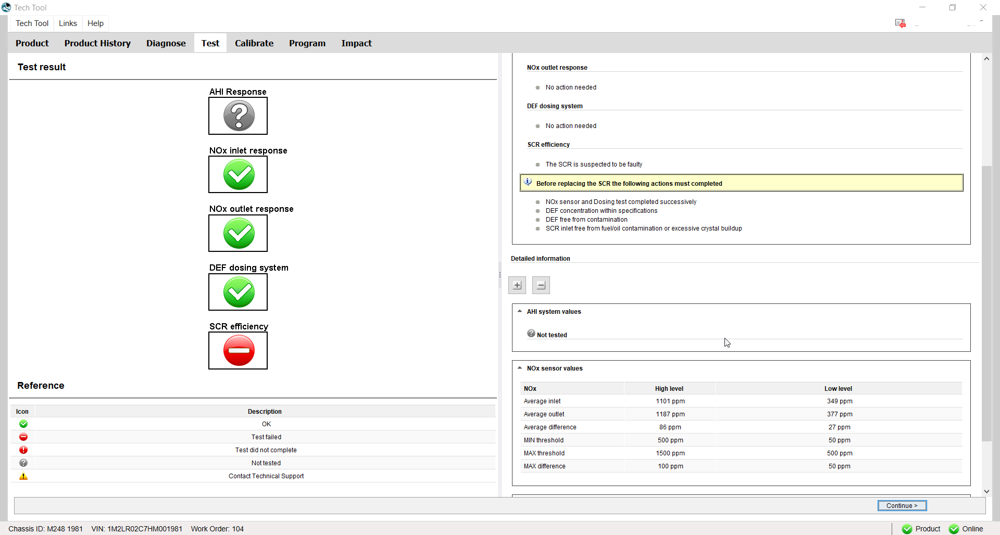 Tech Tool
Tech Tool Links Help
Product Product History Diagnose Test Calibrate Program Impact
Test result
AHI Response
NOx inlet response
NOx outlet response
DEF dosing system
SCR efficiency
Reference
Icon Description
OK
Test failed
Test did not complete
Not tested
Contact Technical Support
NOx outlet response
No action needed
DEF dosing system
No action needed
SCR efficiency
The SCR is suspected to be faulty
Before replacing the SCR the following actions must completed
NOx sensor and Dosing test completed successively
DEF concentration within specifications
DEF free from contamination
SCR inlet free from fuel/oil contamination or excessive crystal buildup
Detailed information
AHI system values
Not tested
NOx sensor values
NOx High level Low level
Average inlet 1101 ppm 349 ppm
Average outlet 1187 ppm 377 ppm
Average difference 86 ppm 27 ppm
MIN threshold 500 ppm 50 ppm
MAX threshold 1500 ppm 500 ppm
MAX difference 100 ppm 50 ppm
Continue >
Chassis ID: M248 1981 VIN: 1M2LR02C7HM001981 Work Order: 104 Product Online